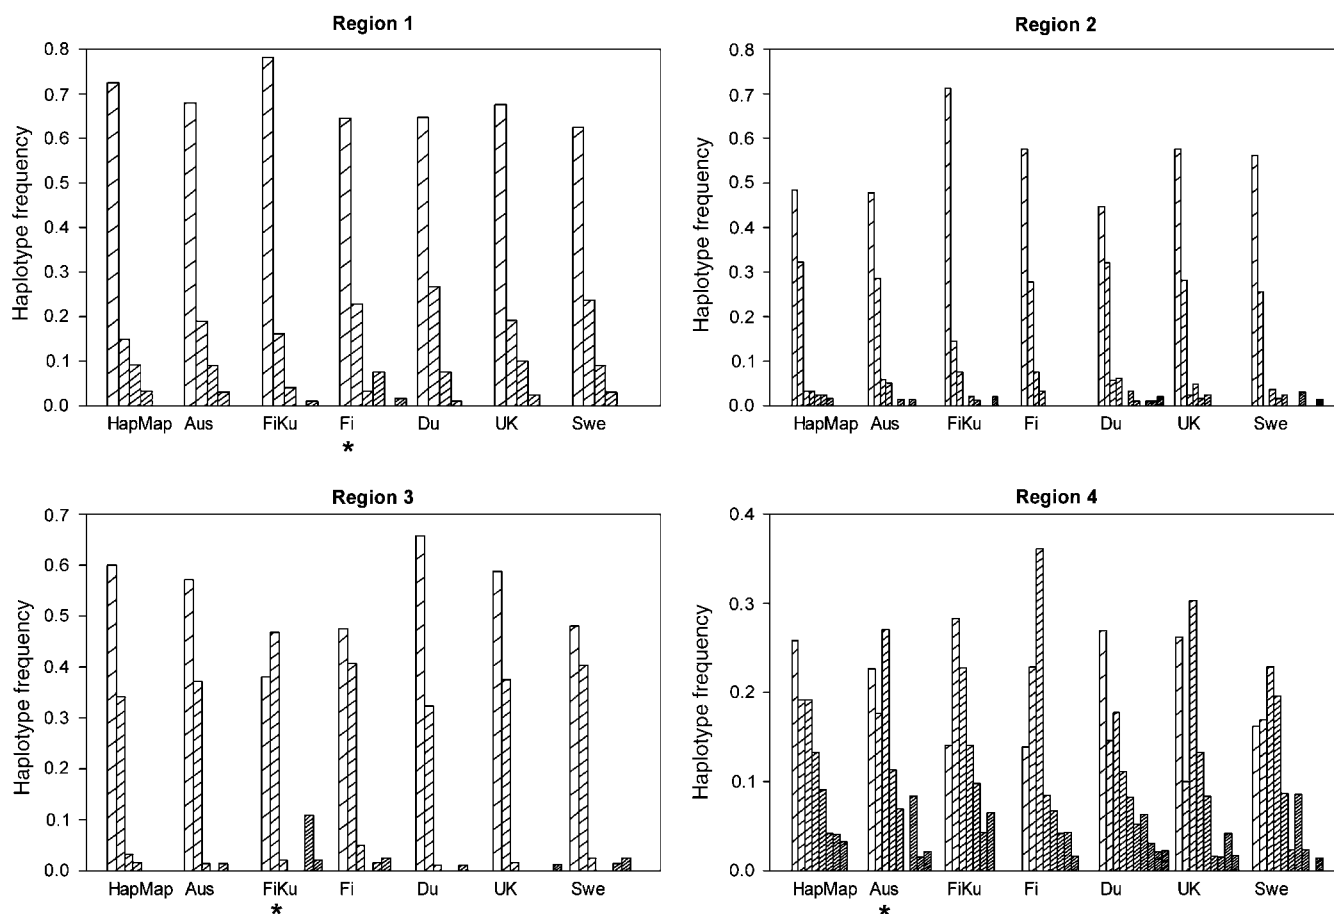 Region 1
0.8
0.7
0.6
0.5
0.4
0.3
0.2
0.1
0.0
Haplotype frequency
HapMap Aus FiKu Fi Du UK Swe
*
Region 2
0.8
0.7
0.6
0.5
0.4
0.3
0.2
0.1
0.0
Haplotype frequency
HapMap Aus FiKu Fi Du UK Swe
Region 3
0.7
0.6
0.5
0.4
0.3
0.2
0.1
0.0
Haplotype frequency
HapMap Aus FiKu Fi Du UK Swe
*
Region 4
0.4
0.3
0.2
0.1
0.0
Haplotype frequency
HapMap Aus FiKu Fi Du UK Swe
*